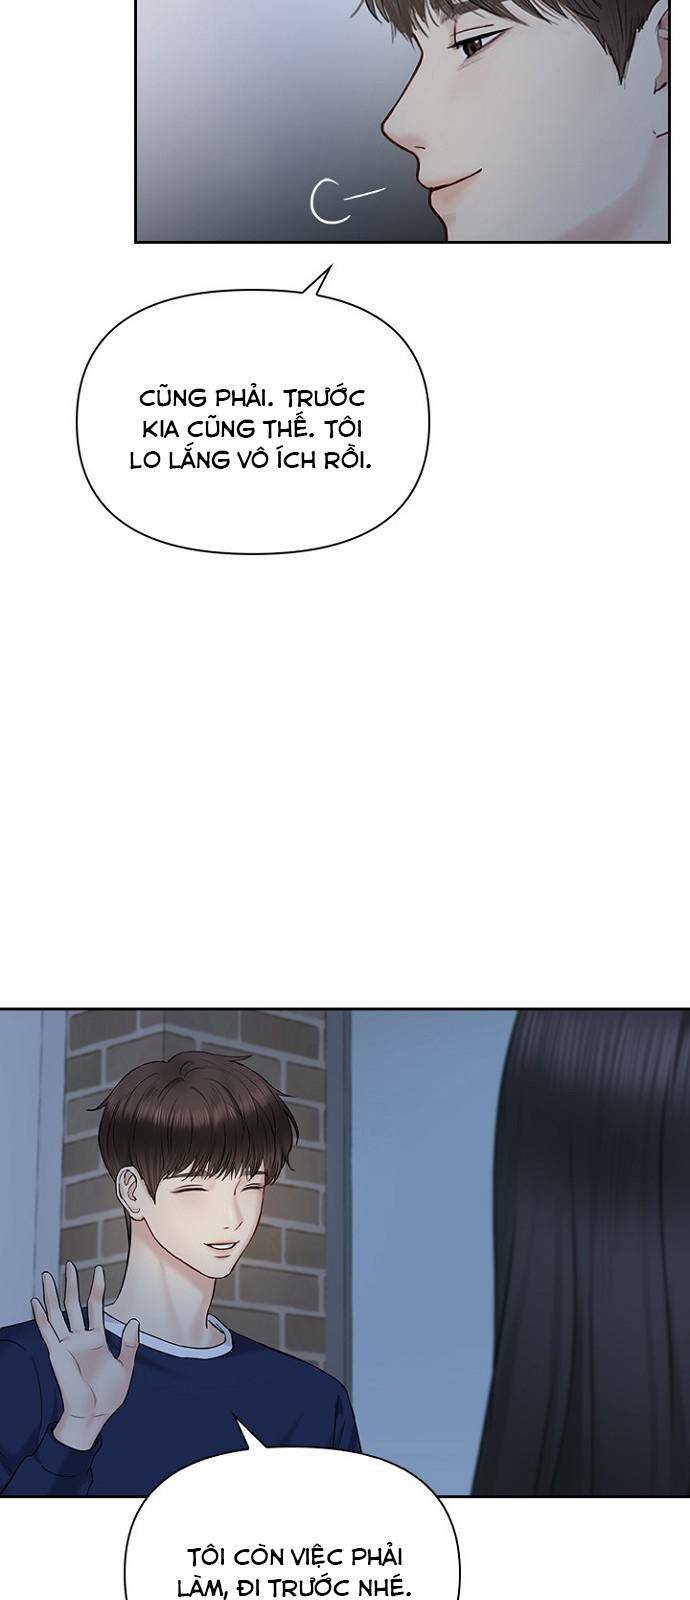 CŨNG PHẢI. TRƯỚC
KIA CŨNG THẾ. TÔI
LO LẮNG VÔ ÍCH RỒI.
TÔI CÒN VIỆC PHẢI
LÀM, ĐI TRƯỚC NHÉ.